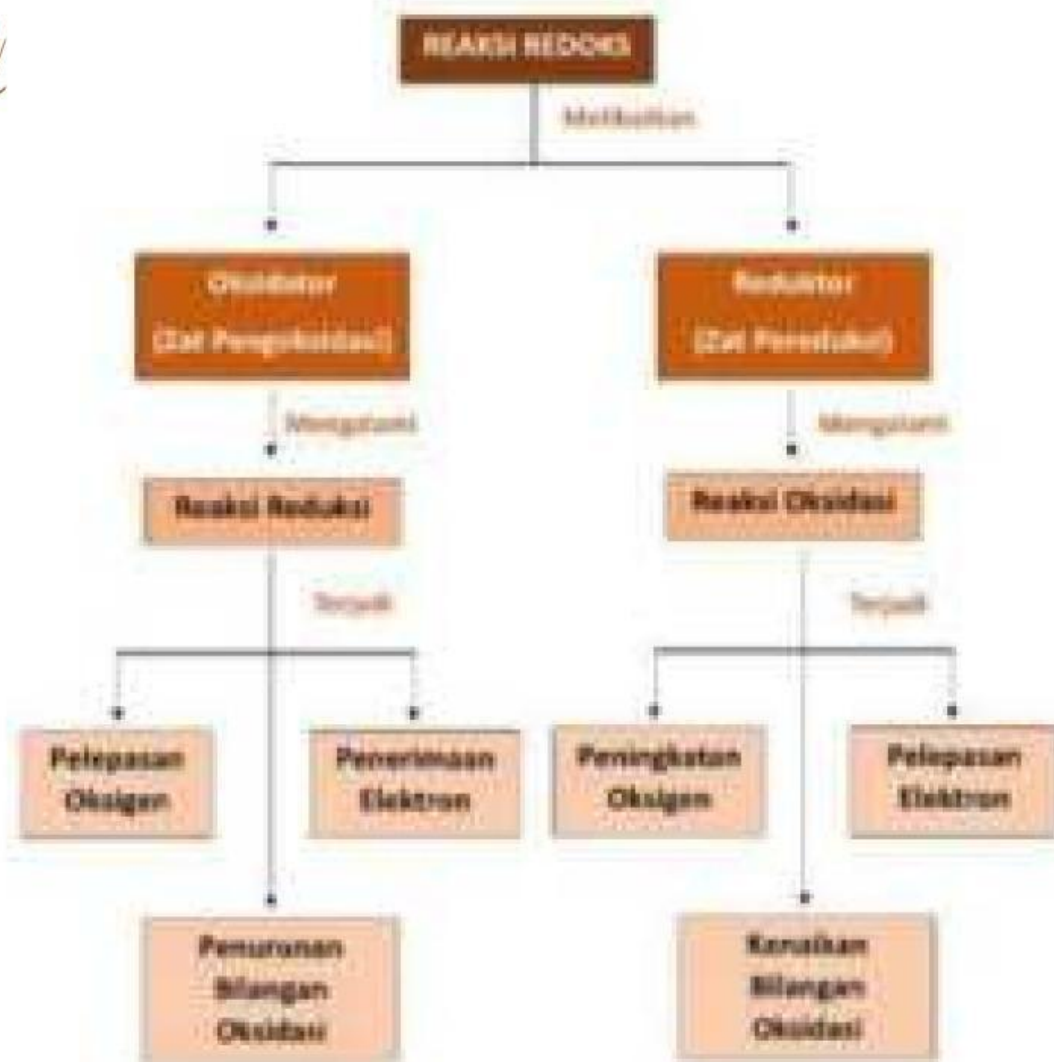 REAKSI REDOKS
Melibatkan
Oksidator
(Zat Pengoksidasi)
Reduktor
(Zat Pereduksi)
Mengalami
Mengalami
Reaksi Reduksi
Reaksi Oksidasi
Terjadi
Terjadi
Pelepasan
Oksigen
Penerimaan
Elektron
Peningkatan
Oksigen
Pelepasan
Elektron
Penurunan
Bilangan
Oksidasi
Kenaikan
Bilangan
Oksidasi